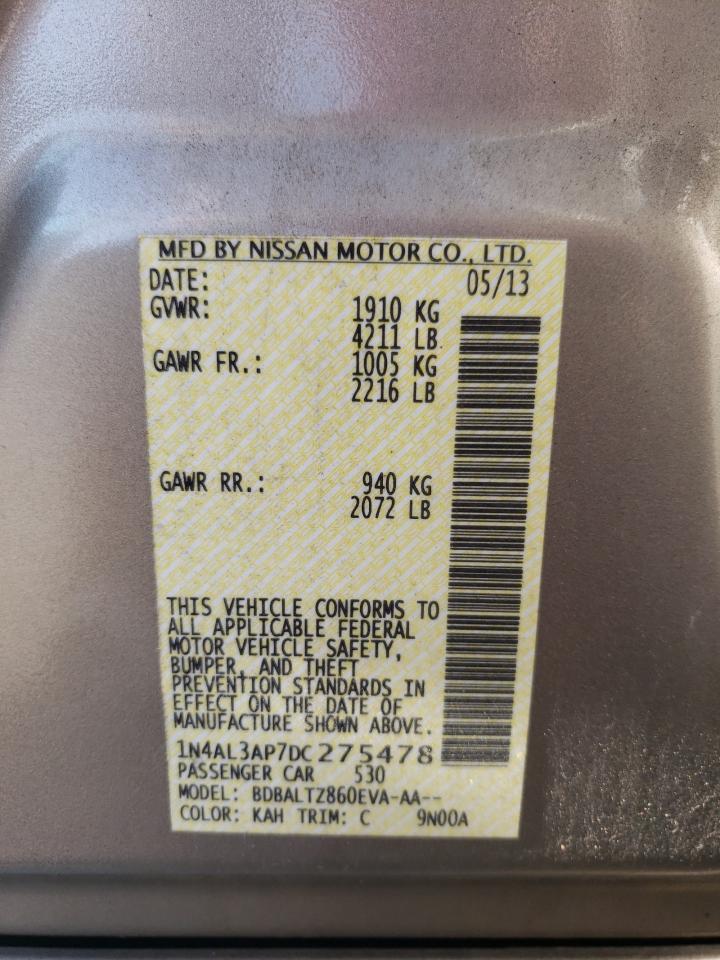 MFD BY NISSAN MOTOR CO., LTD.
DATE: 05/13
GVWR: 1910 KG
4211 LB.
GAWR FR.: 1005 KG
2216 LB
GAWR RR.: 940 KG
2072 LB
THIS VEHICLE CONFORMS TO
ALL APPLICABLE FEDERAL
MOTOR VEHICLE SAFETY,
BUMPER, AND THEFT
PREVENTION STANDARDS IN
EFFECT ON THE DATE OF
MANUFACTURE SHOWN ABOVE.
1N4AL3AP7DC275478
PASSENGER CAR 530
MODEL: BDBALTZ860EVA-AA--
COLOR: KAH TRIM: C 9N00A